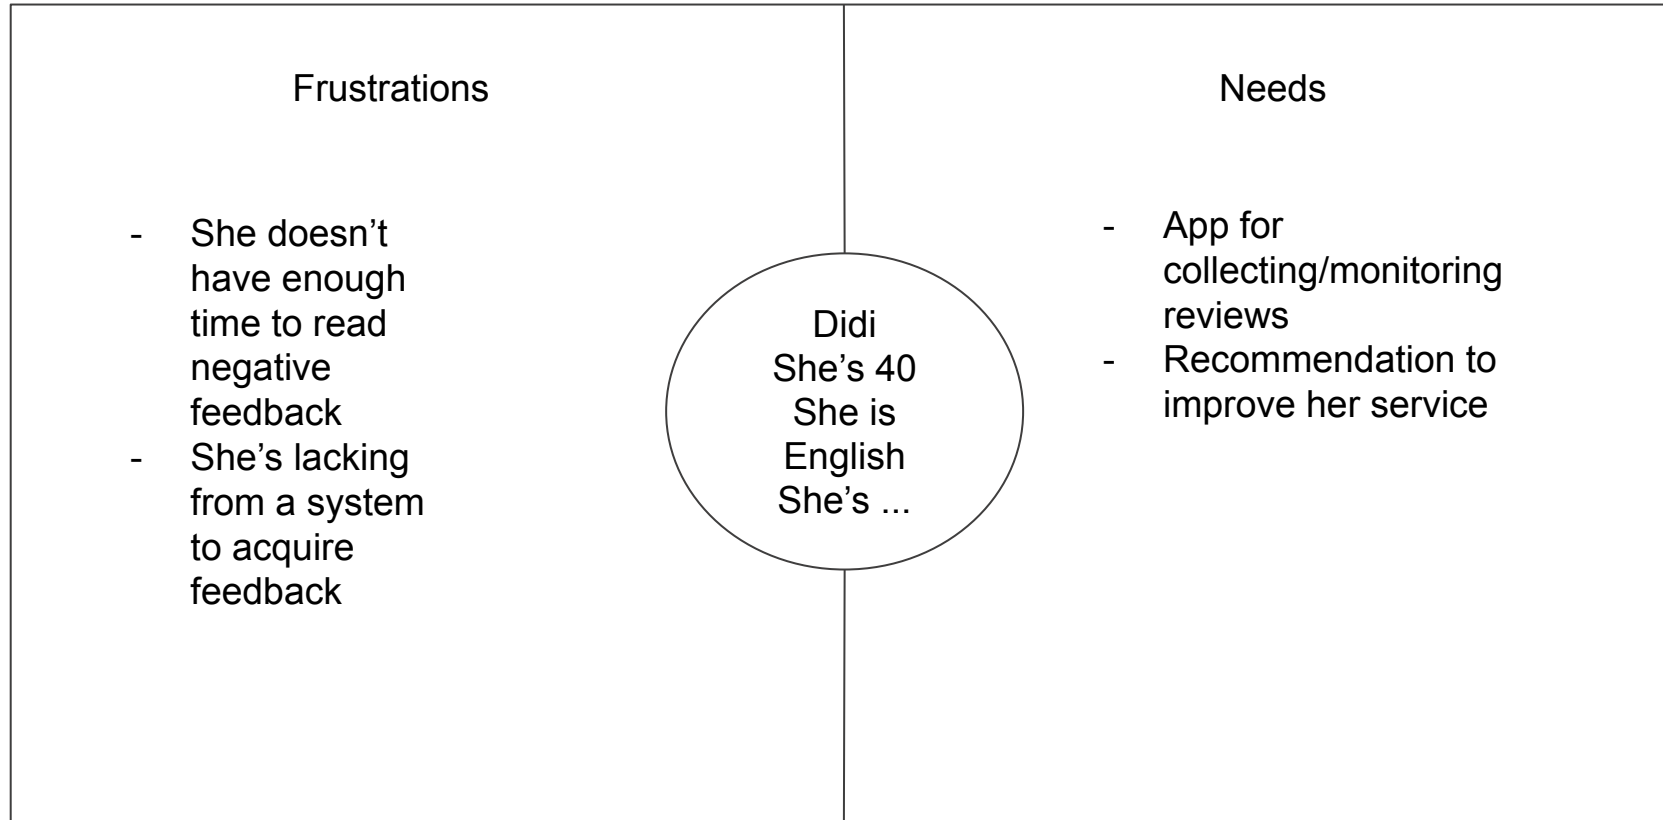 Frustrations
- She doesn’t
have enough
time to read
negative
feedback
- She’s lacking
from a system
to acquire
feedback
Didi
She’s 40
She is
English
She’s ...
Needs
- App for
collecting/monitoring
reviews
- Recommendation to
improve her service